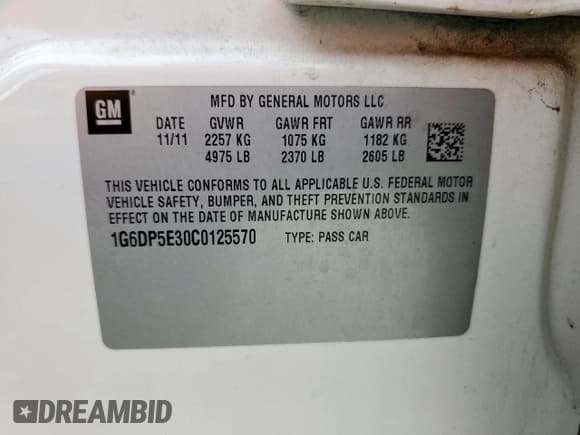 GM
MFD BY GENERAL MOTORS LLC
DATE GVWR GAWR FRT GAWR RR
11/11 2257 KG 1075 KG 1182 KG
4975 LB 2370 LB 2605 LB
THIS VEHICLE CONFORMS TO ALL APPLICABLE U.S. FEDERAL MOTOR
VEHICLE SAFETY, BUMPER, AND THEFT PREVENTION STANDARDS IN
EFFECT ON THE DATE OF MANUFACTURE SHOWN ABOVE.
1G6DP5E30C0125570 TYPE: PASS CAR
DREAMBID